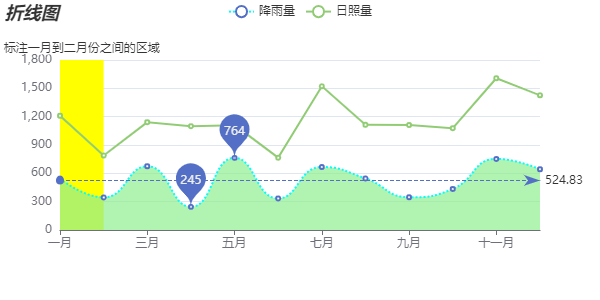 折线图
降雨量 日照量
标注一月到二月份之间的区域
1,800
1,500
1,200
900
600
300
0
764
245
524.83
一月 三月 五月 七月 九月 十一月